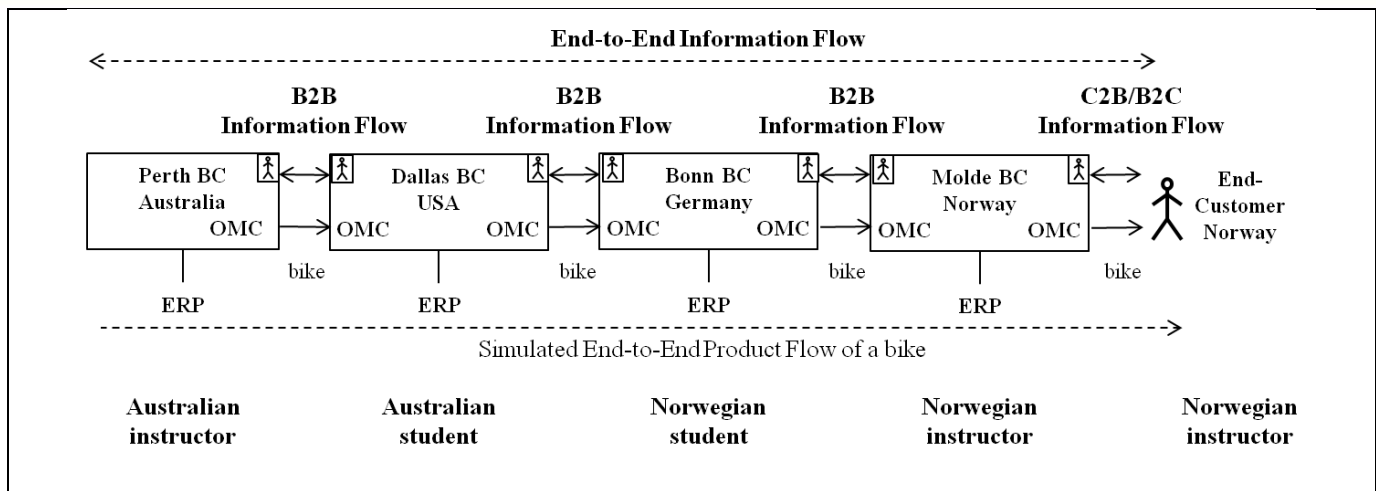 End-to-End Information Flow
B2B
Information Flow
B2B
Information Flow
B2B
Information Flow
C2B/B2C
Information Flow
Perth BC
Australia
OMC
OMC
Dallas BC
USA
OMC
OMC
Bonn BC
Germany
OMC
OMC
Molde BC
Norway
OMC
End-
Customer
Norway
bike
bike
bike
bike
ERP
ERP
ERP
ERP
Simulated End-to-End Product Flow of a bike
Australian
instructor
Australian
student
Norwegian
student
Norwegian
instructor
Norwegian
instructor